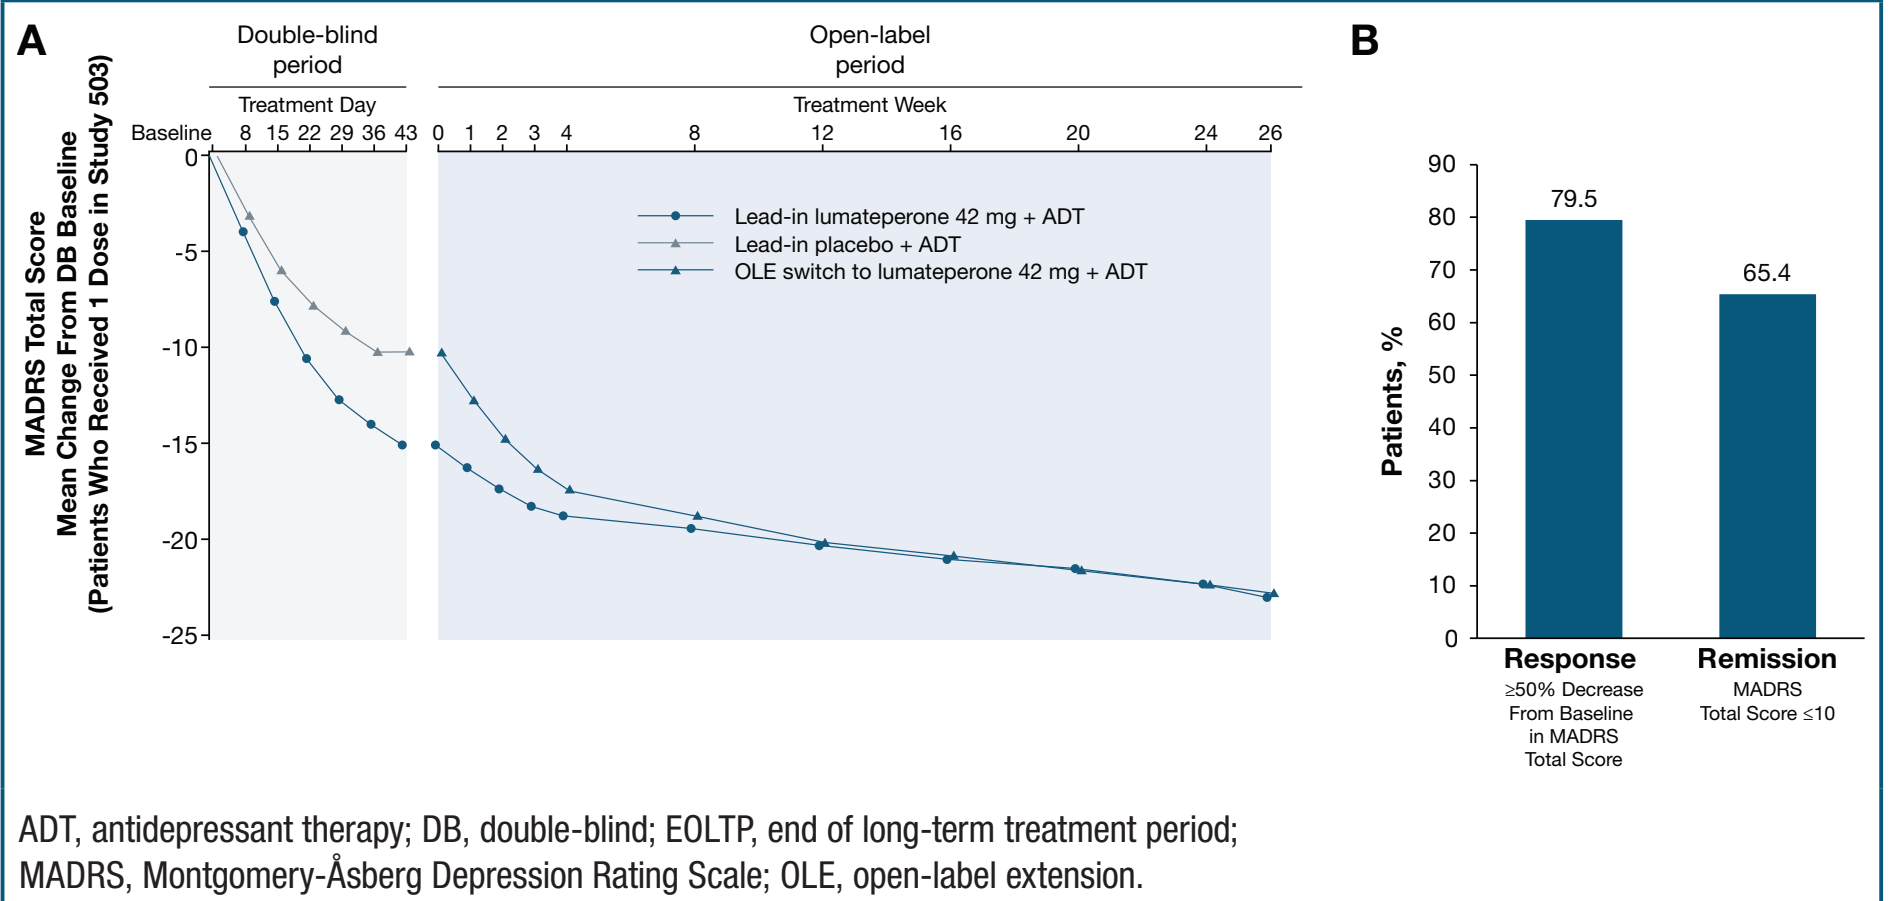 A
Double-blind
period
Open-label
period
Treatment Day
Treatment Week
Baseline 8 15 22 29 36 43 0 1 2 3 4 8 12 16 20 24 26
MADRS Total Score
Mean Change From DB Baseline
(Patients Who Received 1 Dose in Study 503)
0
-5
-10
-15
-20
-25
Lead-in lumateperone 42 mg + ADT
Lead-in placebo + ADT
OLE switch to lumateperone 42 mg + ADT
B
Patients, %
90
80
70
60
50
40
30
20
10
0
79.5
65.4
Response
≥50% Decrease
From Baseline
in MADRS
Total Score
Remission
MADRS
Total Score ≤10
ADT, antidepressant therapy; DB, double-blind; EOLTP, end of long-term treatment period;
MADRS, Montgomery-Åsberg Depression Rating Scale; OLE, open-label extension.